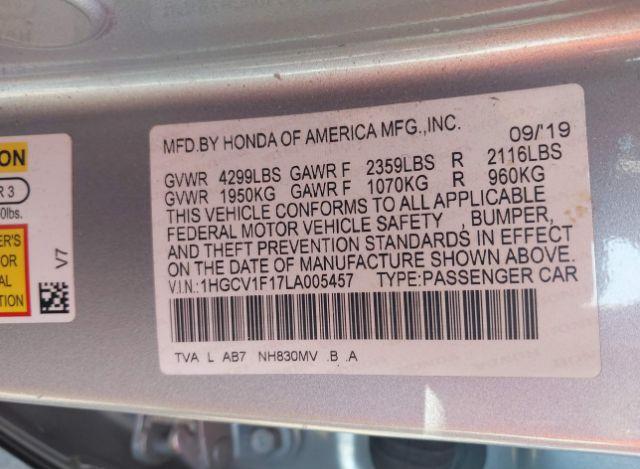 MFD.BY HONDA OF AMERICA MFG.,INC. 09/'19
GVWR 4299LBS GAWR F 2359LBS R 2116LBS
GVWR 1950KG GAWR F 1070KG R 960KG
THIS VEHICLE CONFORMS TO ALL APPLICABLE
FEDERAL MOTOR VEHICLE SAFETY , BUMPER,
AND THEFT PREVENTION STANDARDS IN EFFECT
ON THE DATE OF MANUFACTURE SHOWN ABOVE.
V.I.N.:1HGCV1F17LA005457 TYPE:PASSENGER CAR
TVA L AB7 NH830MV .B .A
ION
R 3
0lbs.
ER'S
FOR
AL
TION
V7